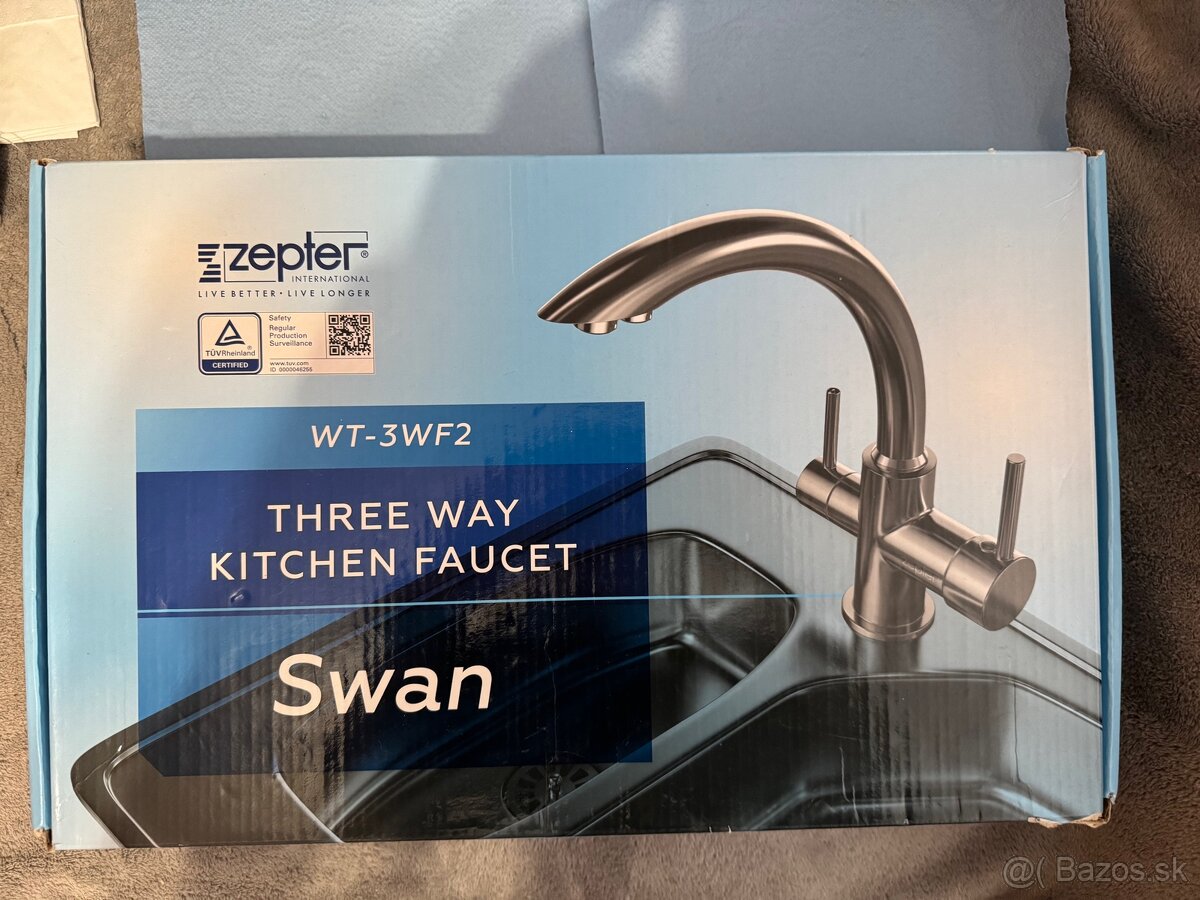 zepter®
INTERNATIONAL
LIVE BETTER • LIVE LONGER
TÜVRheinland®
CERTIFIED
Safety
Regular
Production
Surveillance
www.tuv.com
ID 0000046255
WT-3WF2
THREE WAY
KITCHEN FAUCET
Swan
zepter
@( Bazos.sk